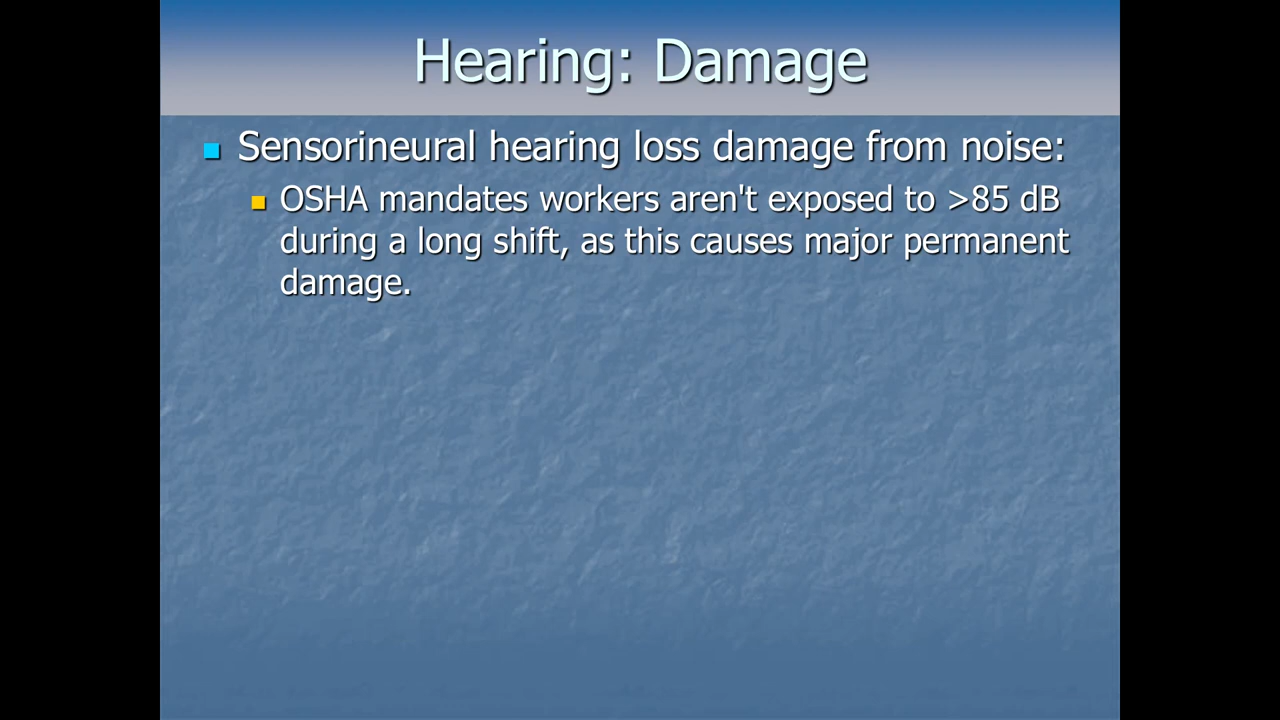 Hearing: Damage
Sensorineural hearing loss damage from noise:
OSHA mandates workers aren't exposed to >85 dB
during a long shift, as this causes major permanent
damage.